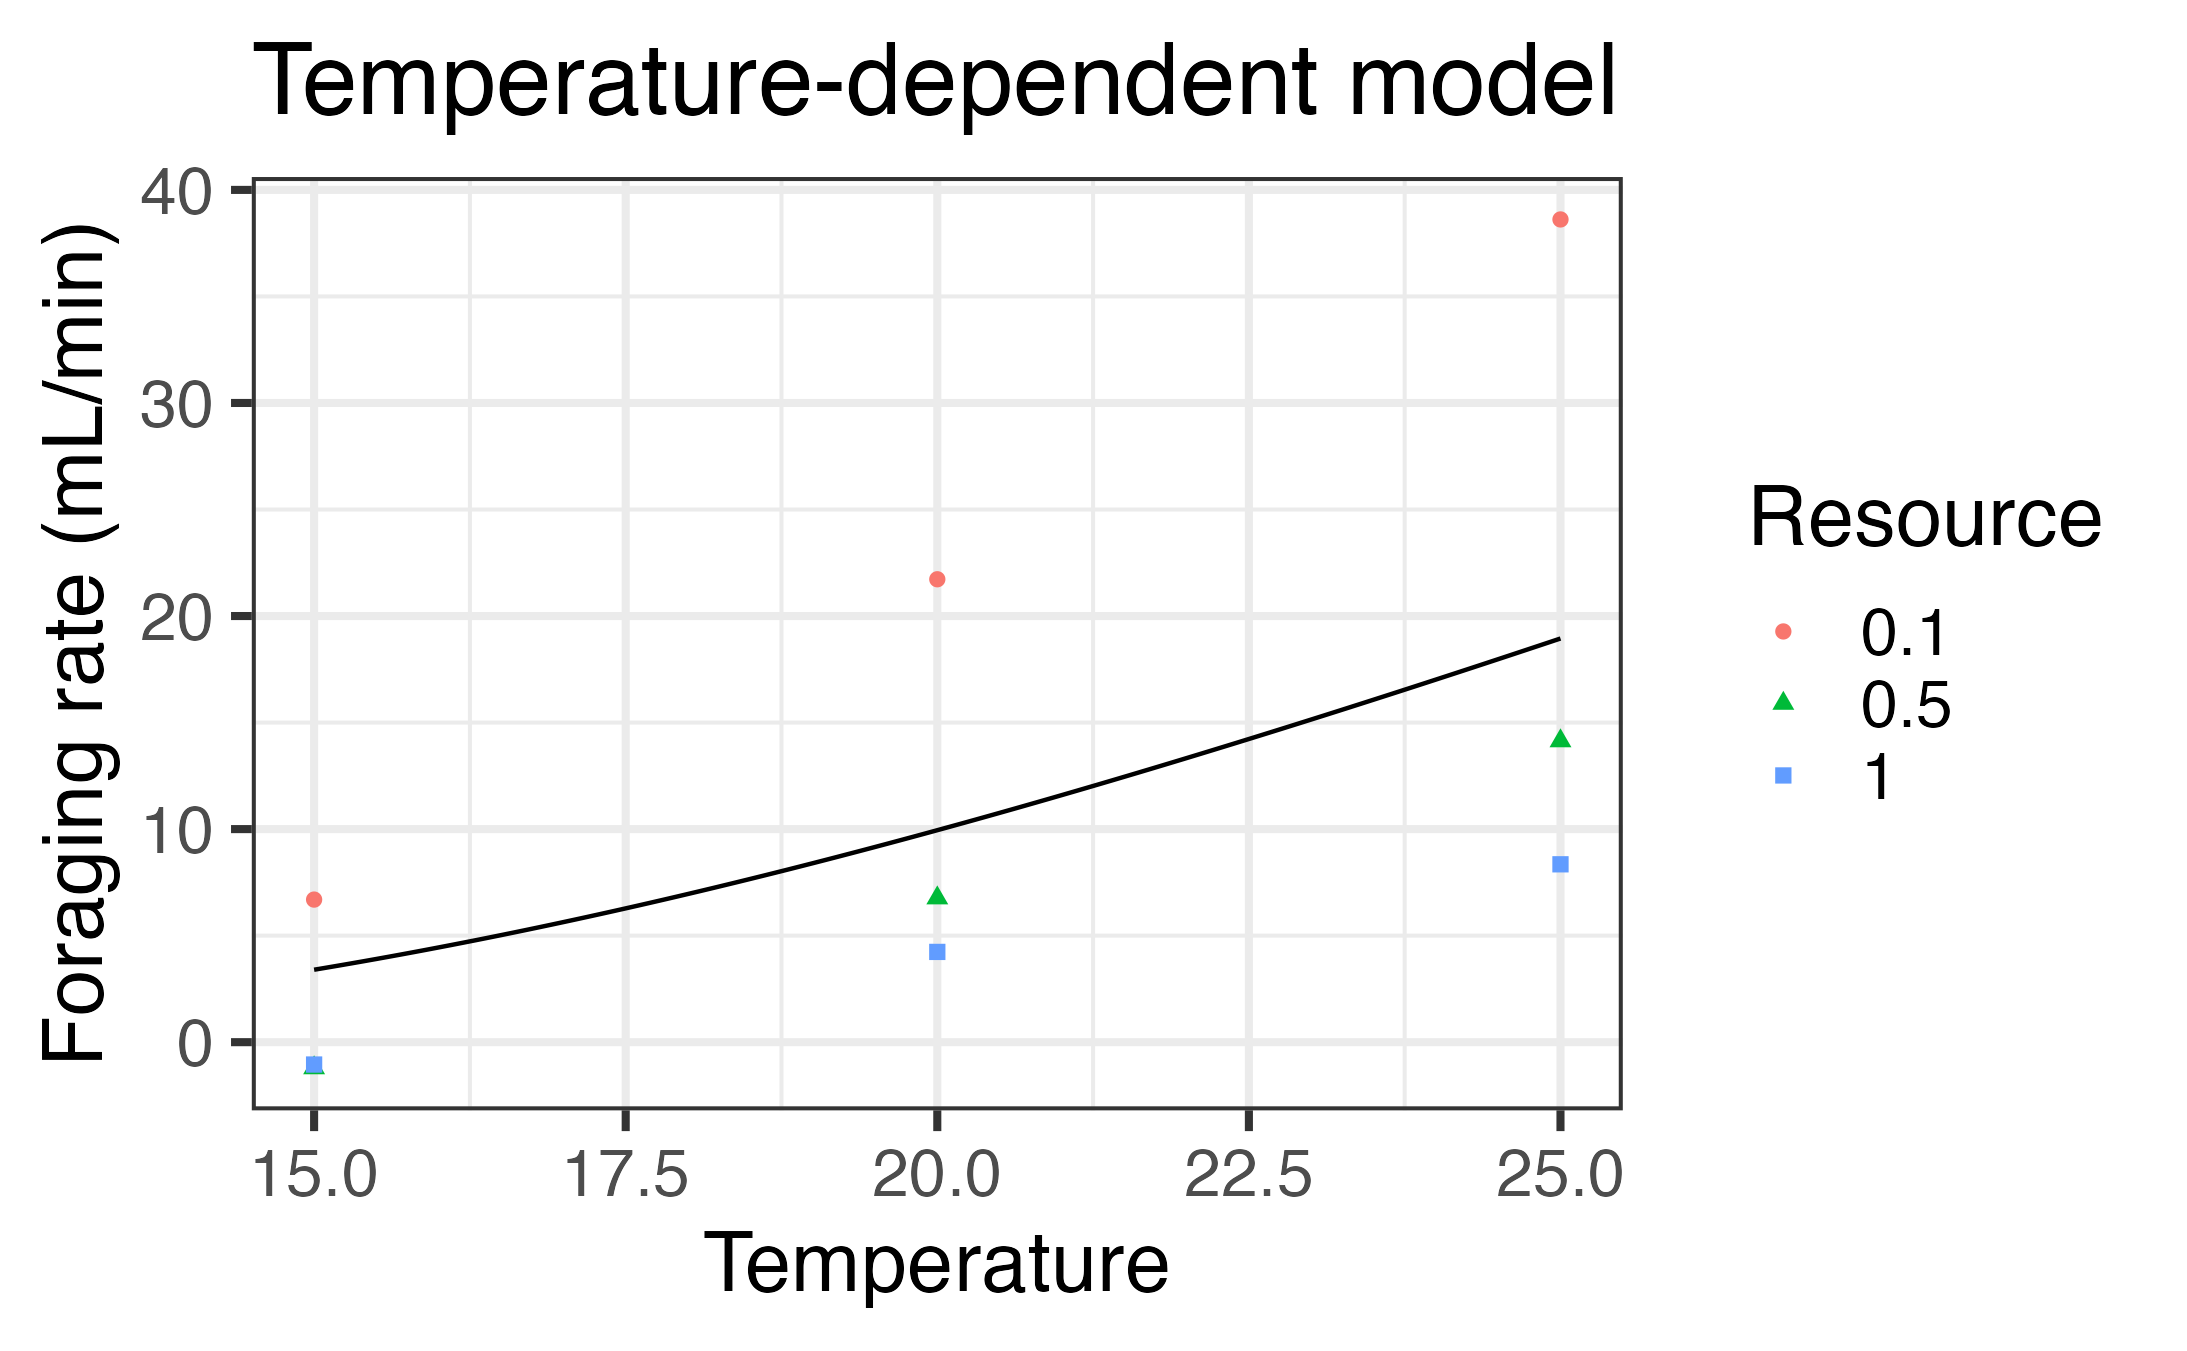 Temperature-dependent model
Foraging rate (mL/min)
40
30
20
10
0
15.0 17.5 20.0 22.5 25.0
Temperature
Resource
0.1
0.5
1